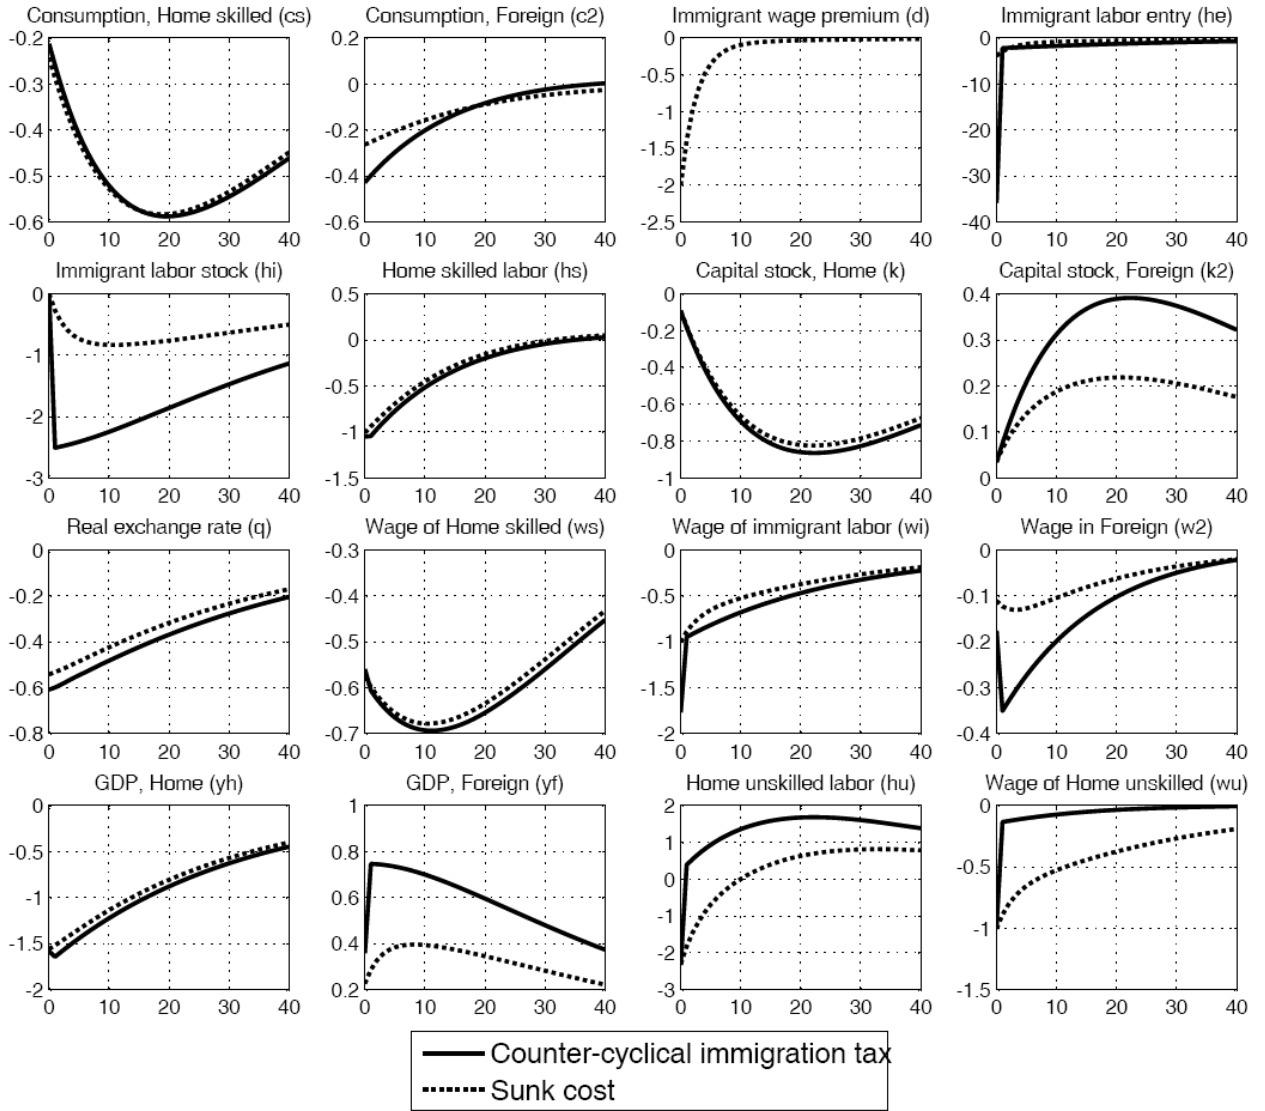 Consumption, Home skilled (cs) Consumption, Foreign (c2) Immigrant wage premium (d) Immigrant labor entry (he)
-0.2 0.2 0 0
-0.3 0 -0.5 -10
-0.4 -0.2 -1 -20
-0.5 -0.4 -1.5 -30
-2
-0.6 -0.6 -2.5 -40
0 10 20 30 40 0 10 20 30 40 0 10 20 30 40 0 10 20 30 40
Immigrant labor stock (hi) Home skilled labor (hs) Capital stock, Home (k) Capital stock, Foreign (k2)
0 0.5 0 0.4
-1 0 -0.2 0.3
-0.4
-2 -0.5 -0.6 0.2
-1 -0.8 0.1
-3 -1.5 -1 0
0 10 20 30 40 0 10 20 30 40 0 10 20 30 40 0 10 20 30 40
Real exchange rate (q) Wage of Home skilled (ws) Wage of immigrant labor (wi) Wage in Foreign (w2)
0 -0.3 0 0
-0.2 -0.4 -0.5 -0.1
-0.4 -0.5 -1 -0.2
-0.6 -0.6 -1.5 -0.3
-0.8 -0.7 -2 -0.4
0 10 20 30 40 0 10 20 30 40 0 10 20 30 40 0 10 20 30 40
GDP, Home (yh) GDP, Foreign (yf) Home unskilled labor (hu) Wage of Home unskilled (wu)
0 1 2 0
-0.5 0.8 1 -0.5
0
-1 0.6 -1 -1
-1.5 0.4 -2
-2 0.2 -3 -1.5
0 10 20 30 40 0 10 20 30 40 0 10 20 30 40 0 10 20 30 40
Counter-cyclical immigration tax
Sunk cost